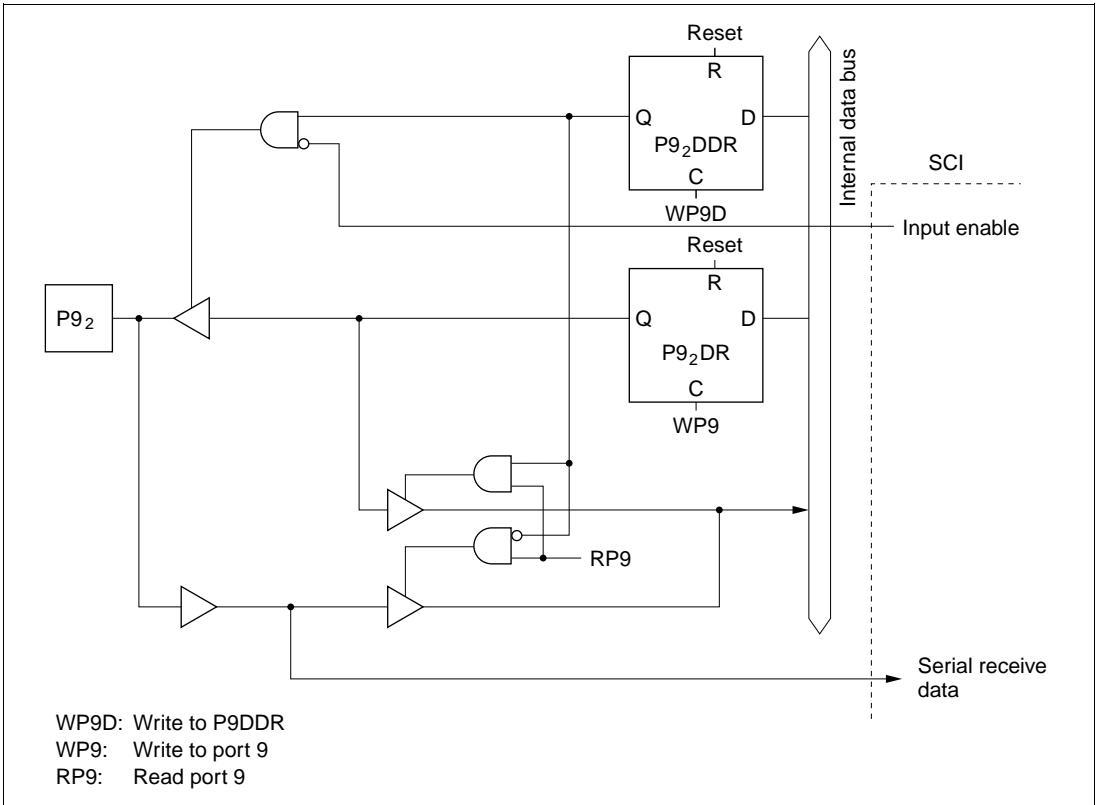 Reset
R
Q D
P9₂DDR
C
WP9D
Internal data bus
SCI
Input enable
Reset
R
P9₂
Q D
P9₂DR
C
WP9
RP9
Serial receive
data
WP9D: Write to P9DDR
WP9: Write to port 9
RP9: Read port 9